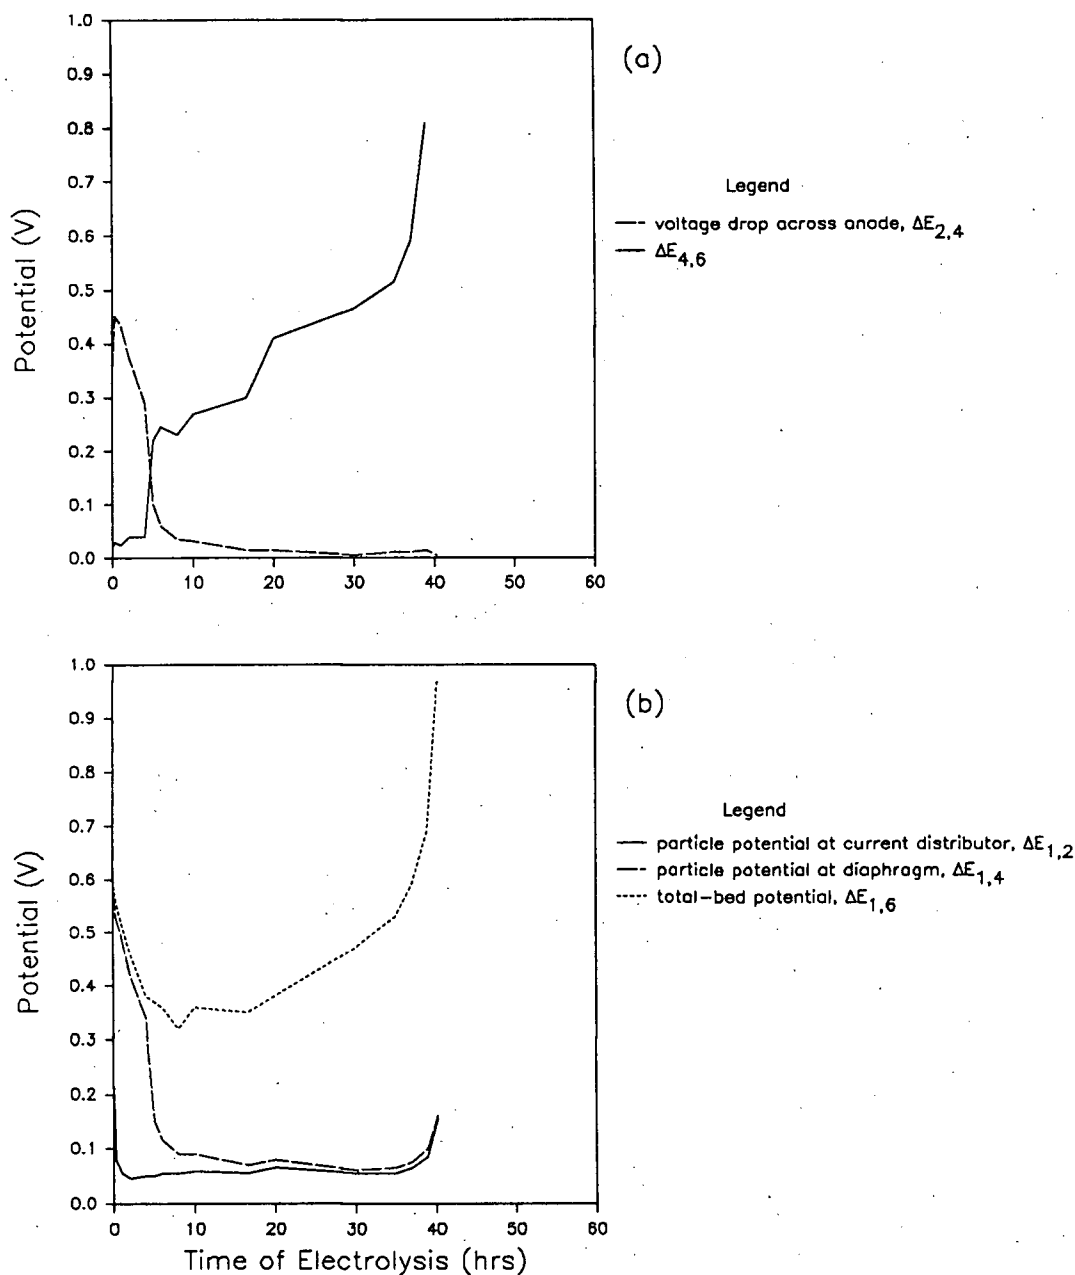 (a)
Potential (V)
1.0
0.9
0.8
0.7
0.6
0.5
0.4
0.3
0.2
0.1
0.0
0 10 20 30 40 50 60
Legend
voltage drop across anode, ΔE2,4
ΔE4,6
(b)
Potential (V)
1.0
0.9
0.8
0.7
0.6
0.5
0.4
0.3
0.2
0.1
0.0
0 10 20 30 40 50 60
Time of Electrolysis (hrs)
Legend
particle potential at current distributor, ΔE1,2
particle potential at diaphragm, ΔE1,4
total-bed potential, ΔE1,6